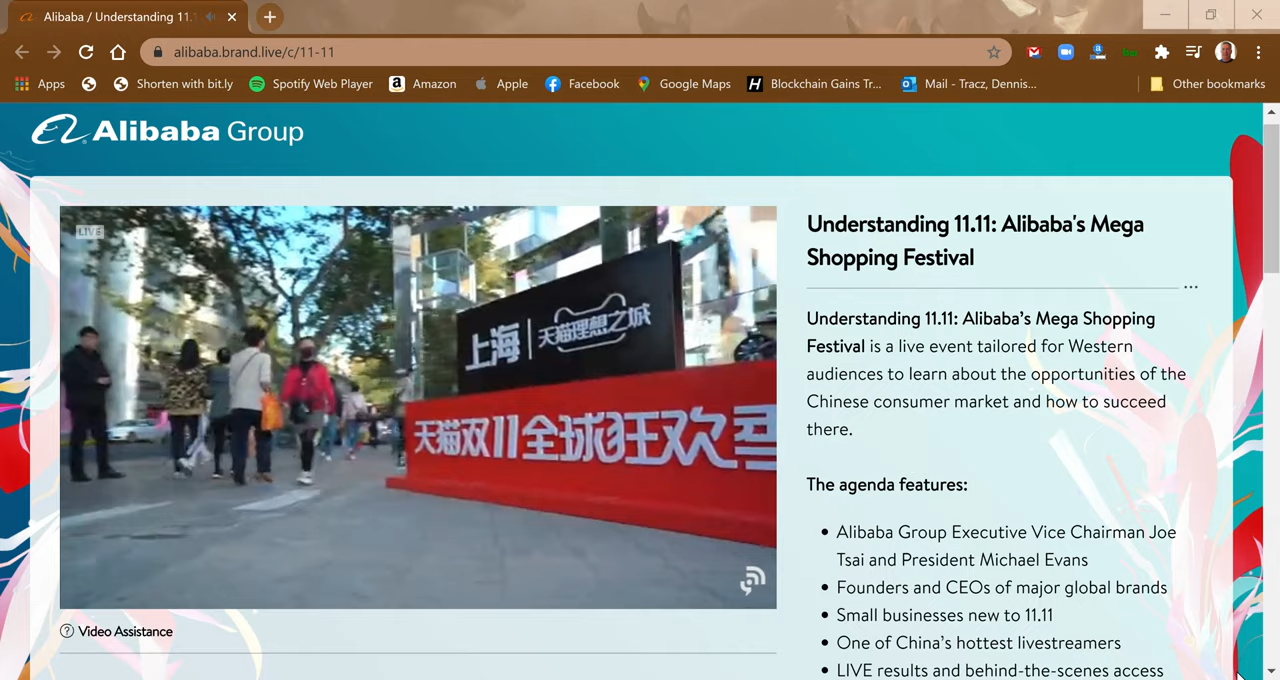 Alibaba / Understanding 11.1
alibaba.brand.live/c/11-11
Apps
Shorten with bit.ly
Spotify Web Player
Amazon
Apple
Facebook
Google Maps
Blockchain Gains Tr...
Mail - Tracz, Dennis...
Other bookmarks
Alibaba Group
LIVE
上海 | 天猫理想之城
天猫双11全球狂欢季
Video Assistance
Understanding 11.11: Alibaba's Mega
Shopping Festival
...
Understanding 11.11: Alibaba’s Mega Shopping
Festival is a live event tailored for Western
audiences to learn about the opportunities of the
Chinese consumer market and how to succeed
there.
The agenda features:
• Alibaba Group Executive Vice Chairman Joe
Tsai and President Michael Evans
• Founders and CEOs of major global brands
• Small businesses new to 11.11
• One of China’s hottest livestreamers
• LIVE results and behind-the-scenes access